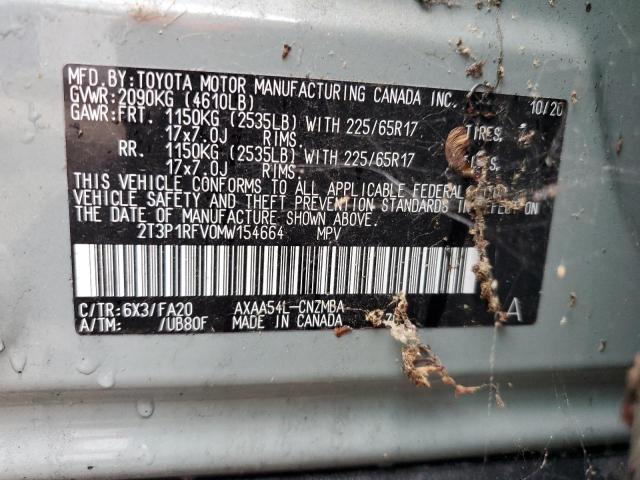 MFD. BY: TOYOTA MOTOR MANUFACTURING CANADA INC. 10/20
GVWR: 2090KG (4610LB)
GAWR: FRT. 1150KG (2535LB) WITH 225/65R17 TIRES,
17x7.0J RIMS.
RR. 1150KG (2535LB) WITH 225/65R17
17x7.0J RIMS.
THIS VEHICLE CONFORMS TO ALL APPLICABLE FEDERAL
VEHICLE SAFETY AND THEFT PREVENTION STANDARDS IN EFFECT ON
THE DATE OF MANUFACTURE SHOWN ABOVE.
2T3P1RFV0MW154664 MPV
C/TR: 6X3/FA20 AXAA54L-CNZMBA
A/TM: /UB80F MADE IN CANADA A